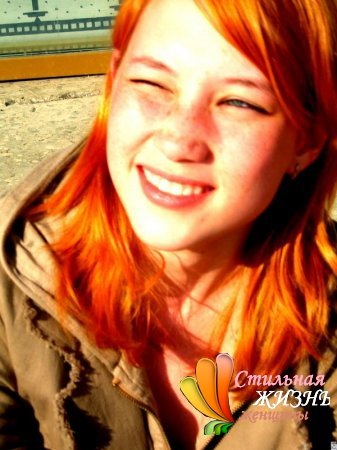 Стильная
ЖИЗНЬ
женщины